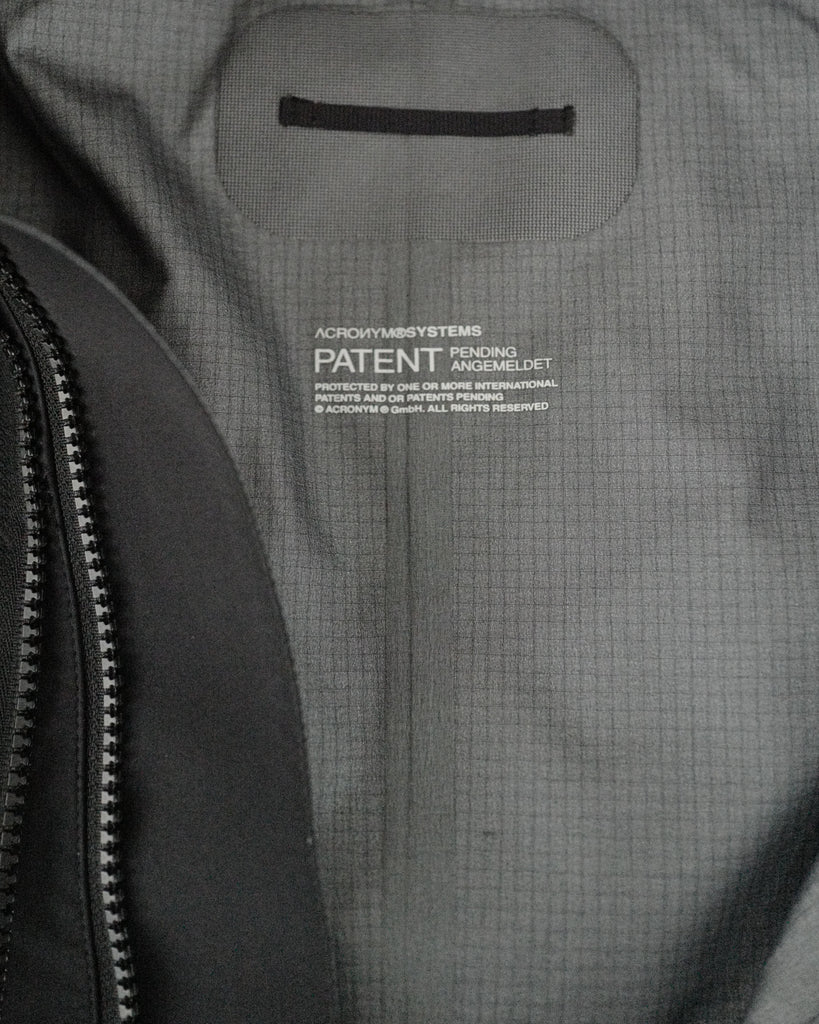 ΛCROИYM®SYSTEMS
PATENT PENDING
ANGEMELDET
PROTECTED BY ONE OR MORE INTERNATIONAL
PATENTS AND OR PATENTS PENDING
© ACRONYM ® GmbH. ALL RIGHTS RESERVED